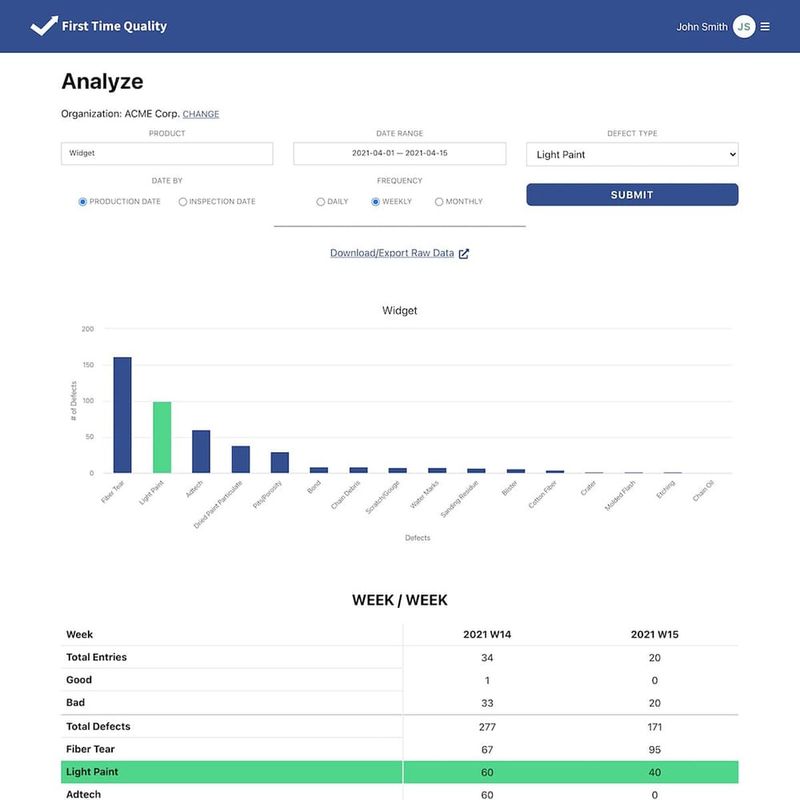 First Time Quality
John Smith JS
Analyze
Organization: ACME Corp. CHANGE
PRODUCT DATE RANGE DEFECT TYPE
Widget 2021-04-01 — 2021-04-15 Light Paint
DATE BY FREQUENCY
PRODUCTION DATE INSPECTION DATE DAILY WEEKLY MONTHLY SUBMIT
Download/Export Raw Data
Widget
200
150
100
50
0
# of Defects
Fiber Tear
Light Paint
Adtech
Dried Paint Particulate
Pits/Porosity
Bond
Chain Debris
Scratch/Gouge
Water Marks
Sanding Residue
Blister
Cotton Fiber
Crater
Molded Flash
Etching
Chain Oil
Defects
WEEK / WEEK
Week 2021 W14 2021 W15
Total Entries 34 20
Good 1 0
Bad 33 20
Total Defects 277 171
Fiber Tear 67 95
Light Paint 60 40
Adtech 60 0